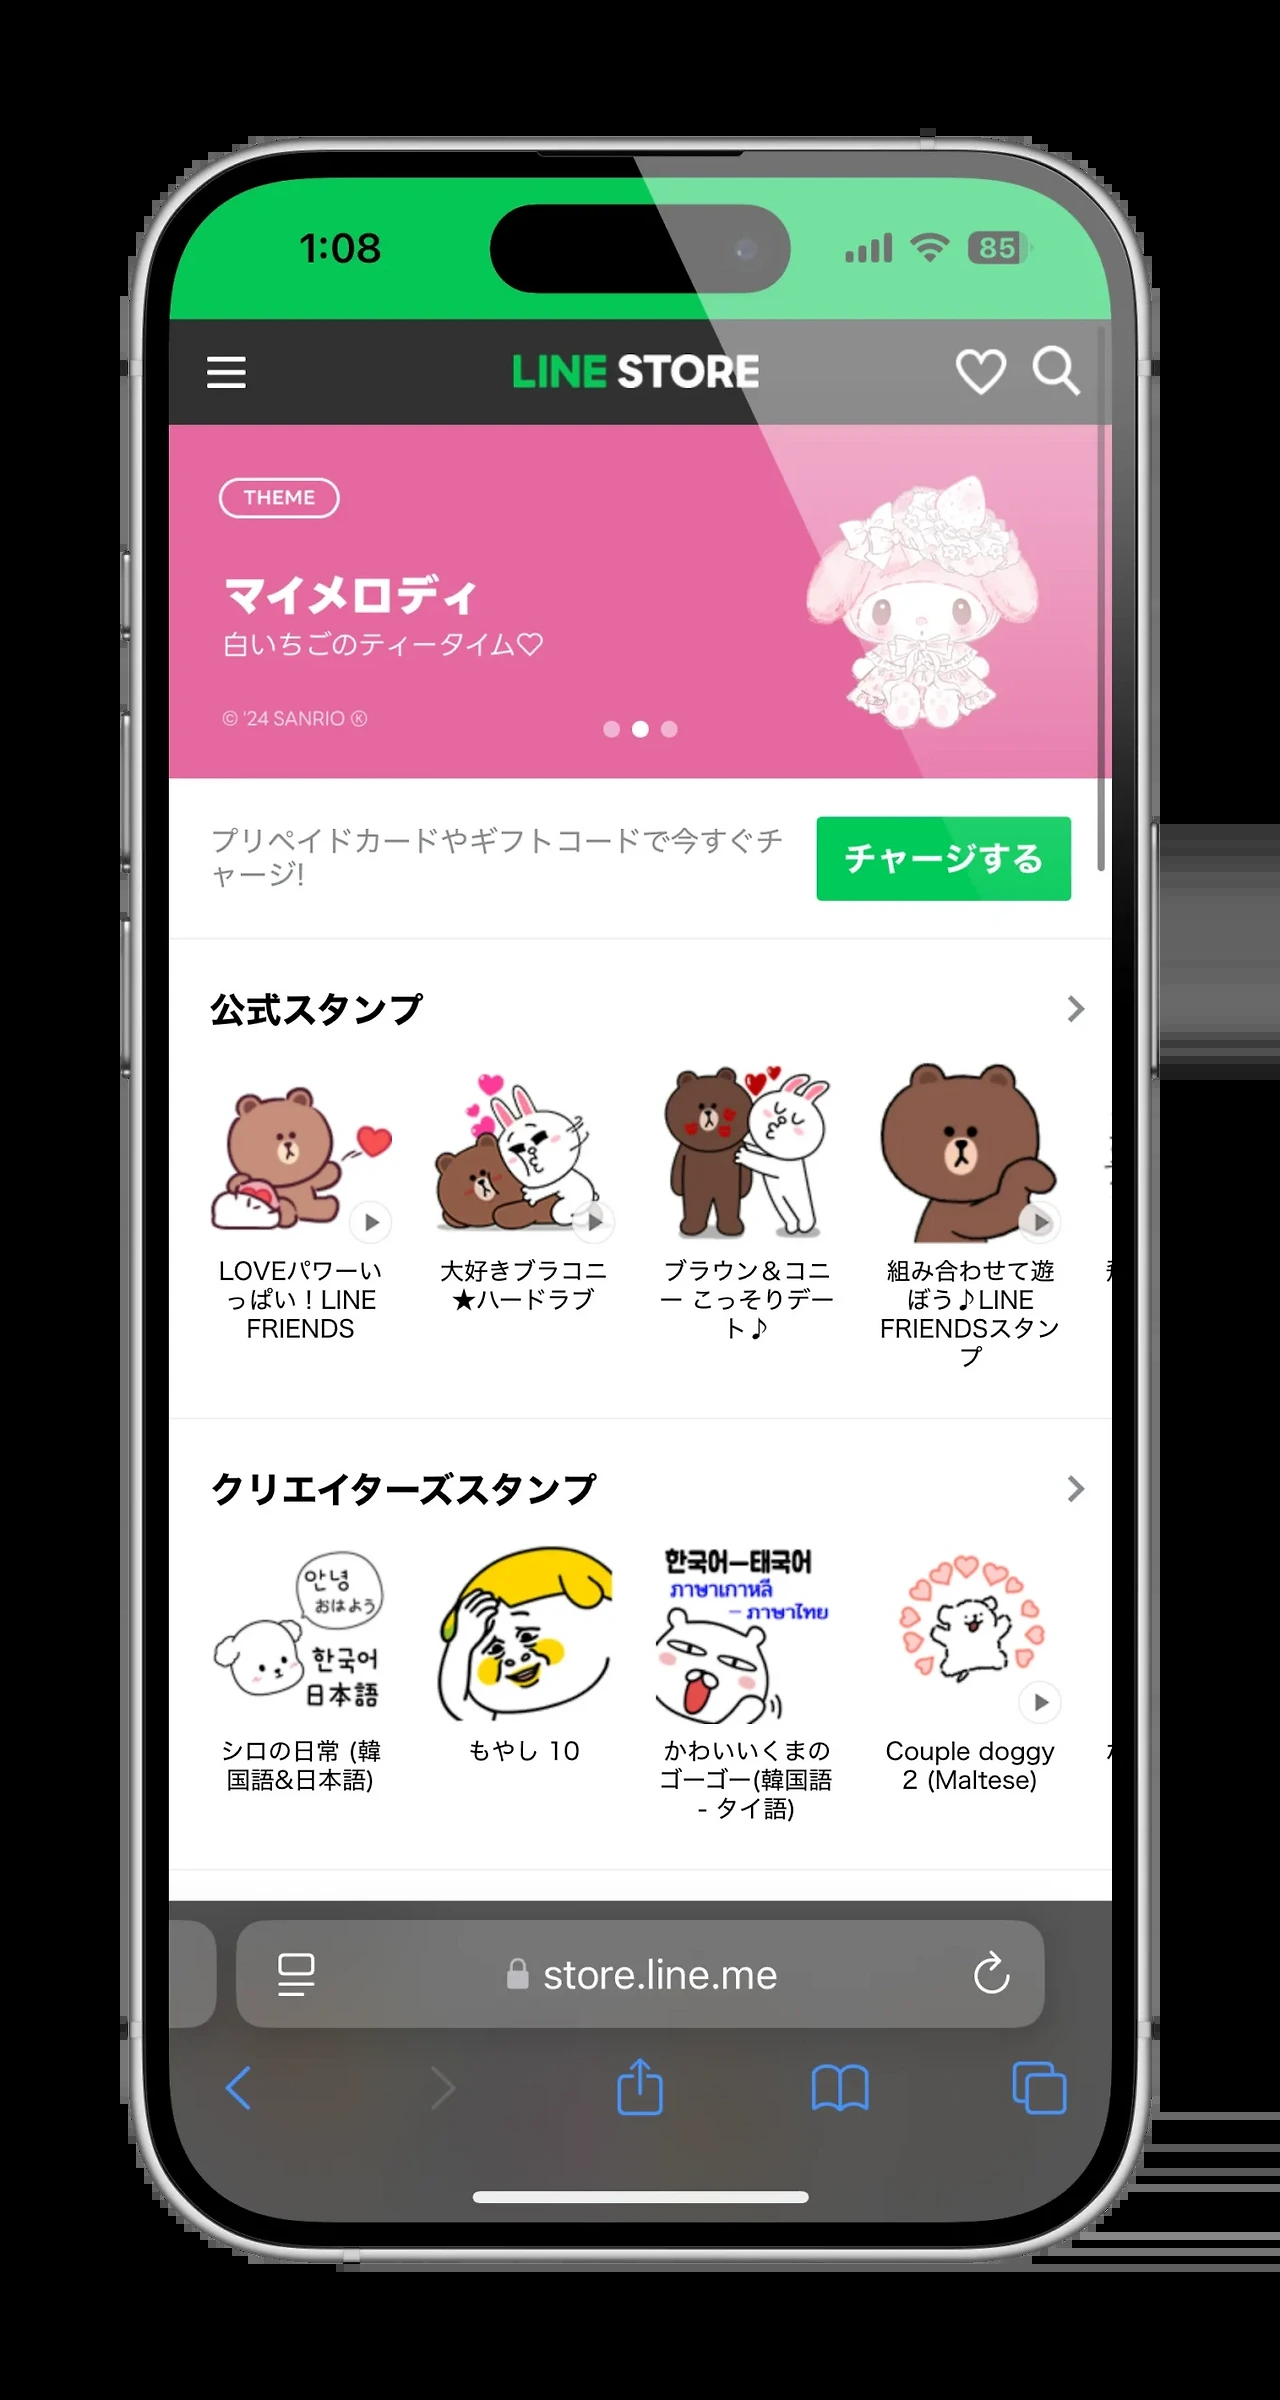 1:08
85
LINE STORE
THEME
マイメロディ
白いちごのティータイム♡
© '24 SANRIO Ⓚ
プリペイドカードやギフトコードで今すぐチ
ャージ!
チャージする
公式スタンプ
LOVEパワーい
っぱい！LINE
FRIENDS
大好きブラコニ
★ハードラブ
ブラウン＆コニ
ー こっそりデー
ト♪
組み合わせて遊
ぼう♪LINE
FRIENDSスタン
プ
クリエイターズスタンプ
안녕
おはよう
한국어
日本語
한국어—태국어
ภาษาเกาหลี
– ภาษาไทย
シロの日常 (韓
国語&日本語)
もやし 10
かわいいくまの
ゴーゴー(韓国語
- タイ語)
Couple doggy
2 (Maltese)
store.line.me